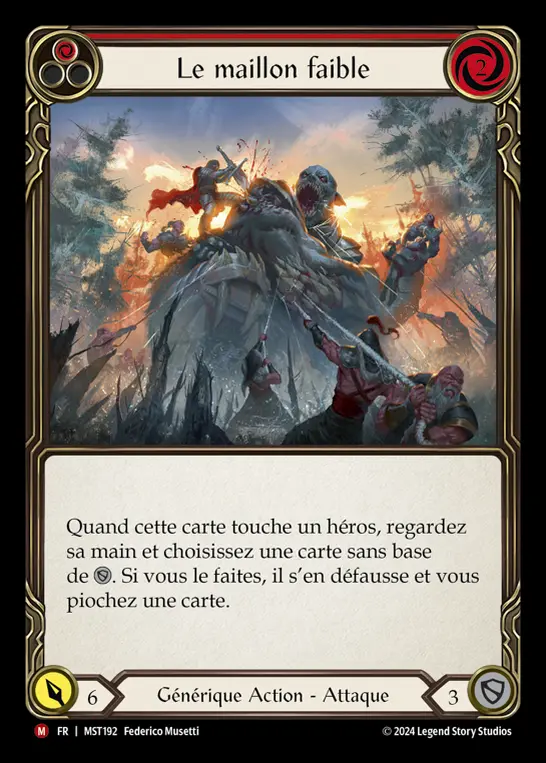 Le maillon faible
2
Quand cette carte touche un héros, regardez
sa main et choisissez une carte sans base
de . Si vous le faites, il s'en défausse et vous
piochez une carte.
6
Générique Action - Attaque
3
M FR | MST192 Federico Musetti
© 2024 Legend Story Studios